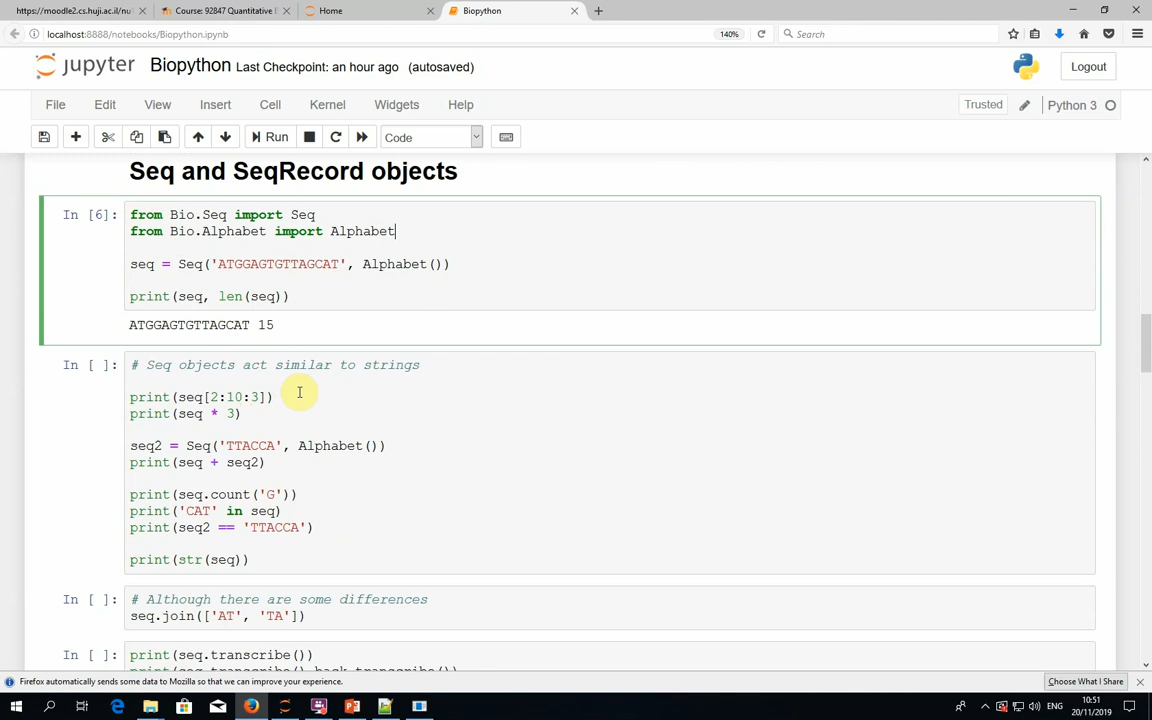 https://moodle2.cs.huji.ac.il/nu
Course: 92847 Quantitative
Home
Biopython
localhost:8888/notebooks/Biopython.ipynb
140%
Search
jupyter
Biopython Last Checkpoint: an hour ago (autosaved)
Logout
File Edit View Insert Cell Kernel Widgets Help
Trusted
Python 3
Run
Code
Seq and SeqRecord objects
In [6]: from Bio.Seq import Seq
from Bio.Alphabet import Alphabet
seq = Seq('ATGGAGTGTTAGCAT', Alphabet())
print(seq, len(seq))
ATGGAGTGTTAGCAT 15
In [ ]: # Seq objects act similar to strings
print(seq[2:10:3])
print(seq * 3)
seq2 = Seq('TTACCA', Alphabet())
print(seq + seq2)
print(seq.count('G'))
print('CAT' in seq)
print(seq2 == 'TTACCA')
print(str(seq))
In [ ]: # Although there are some differences
seq.join(['AT', 'TA'])
In [ ]: print(seq.transcribe())
print(seq.transcribe().back_transcribe())
Firefox automatically sends some data to Mozilla so that we can improve your experience.
Choose What I Share
ENG
10:51
20/11/2019